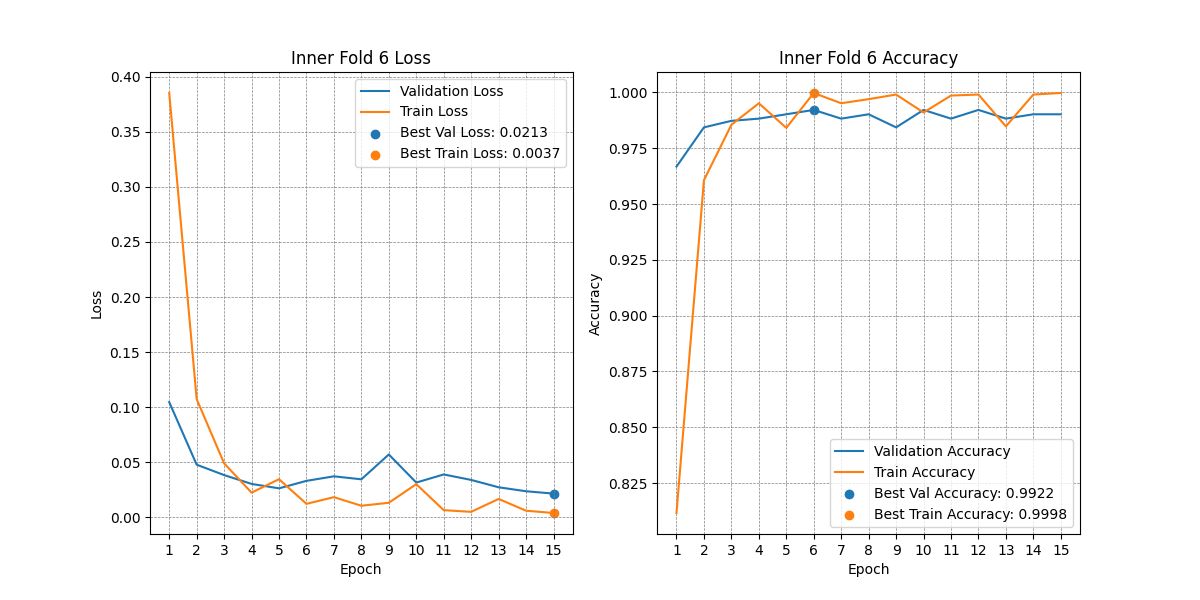 Inner Fold 6 Loss
0.40
0.35
0.30
0.25
0.20
0.15
0.10
0.05
0.00
Loss
Validation Loss
Train Loss
Best Val Loss: 0.0213
Best Train Loss: 0.0037
1 2 3 4 5 6 7 8 9 10 11 12 13 14 15
Epoch
Inner Fold 6 Accuracy
1.000
0.975
0.950
0.925
0.900
0.875
0.850
0.825
Accuracy
Validation Accuracy
Train Accuracy
Best Val Accuracy: 0.9922
Best Train Accuracy: 0.9998
1 2 3 4 5 6 7 8 9 10 11 12 13 14 15
Epoch